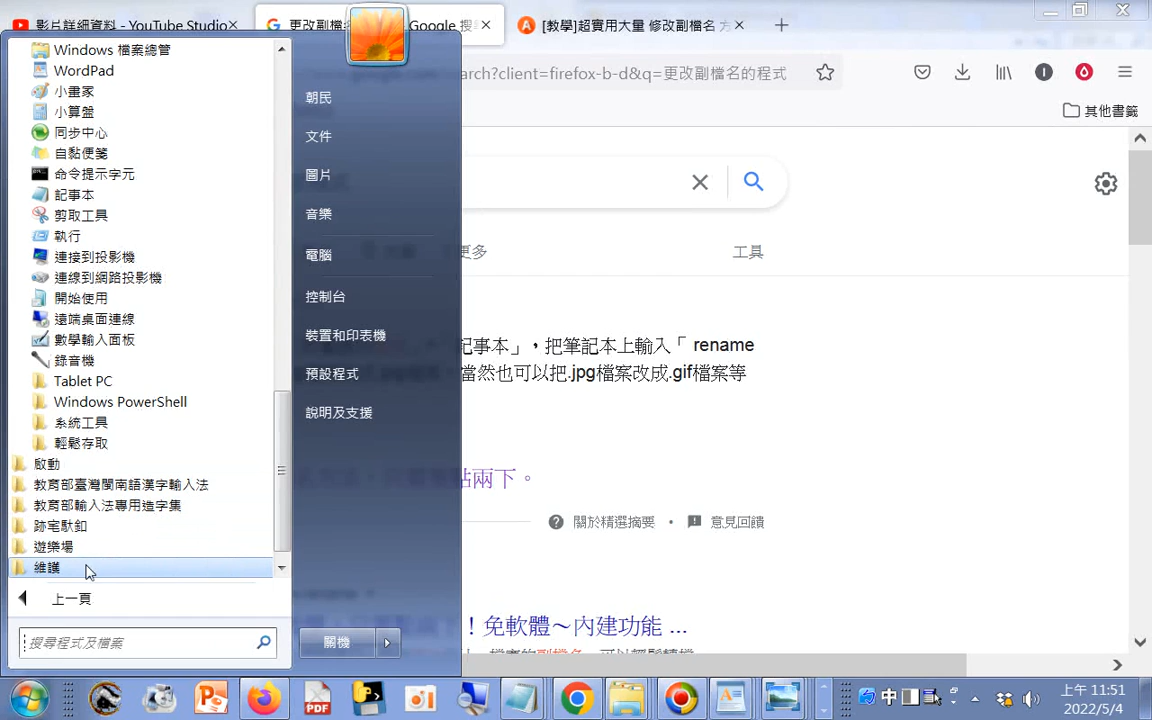 影片詳細資料 - YouTube Studio
更改副檔名
Google 搜
[教學]超實用大量 修改副檔名 方
search?client=firefox-b-d&q=更改副檔名的程式
其他書籤
Windows 檔案總管
WordPad
小畫家
小算盤
同步中心
自黏便箋
命令提示字元
記事本
剪取工具
執行
連接到投影機
連線到網路投影機
開始使用
遠端桌面連線
數學輸入面板
錄音機
Tablet PC
Windows PowerShell
系統工具
輕鬆存取
啟動
教育部臺灣閩南語漢字輸入法
教育部輸入法專用造字集
遊樂場
維護
上一頁
搜尋程式及檔案
朝民
文件
圖片
音樂
電腦
控制台
裝置和印表機
預設程式
說明及支援
關機
更多
工具
記事本」，把筆記本上輸入「 rename
當然也可以把.jpg檔案改成.gif檔案等
點兩下。
關於精選摘要
意見回饋
！免軟體～內建功能 ...
中
PDF
上午 11:51
2022/5/4